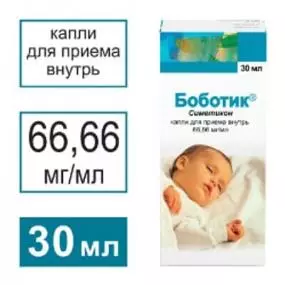 капли
для приема
внутрь
66,66
мг/мл
30 мл
30 мл
Боботик®
Симетикон
капли для приема внутрь
66,66 мг/мл